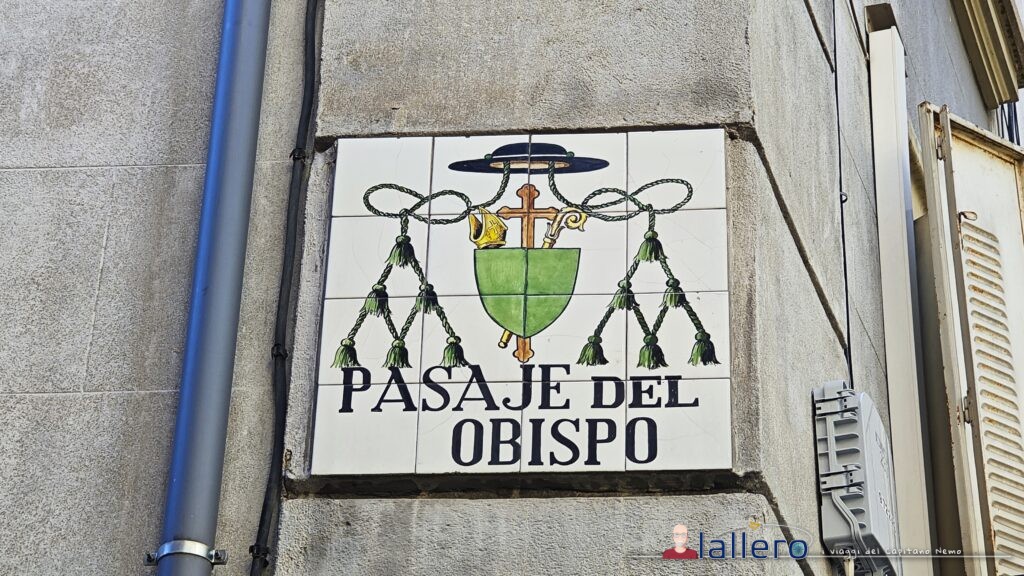 PASAJE DEL
OBISPO
lallero i viaggi del Capitano Nemo